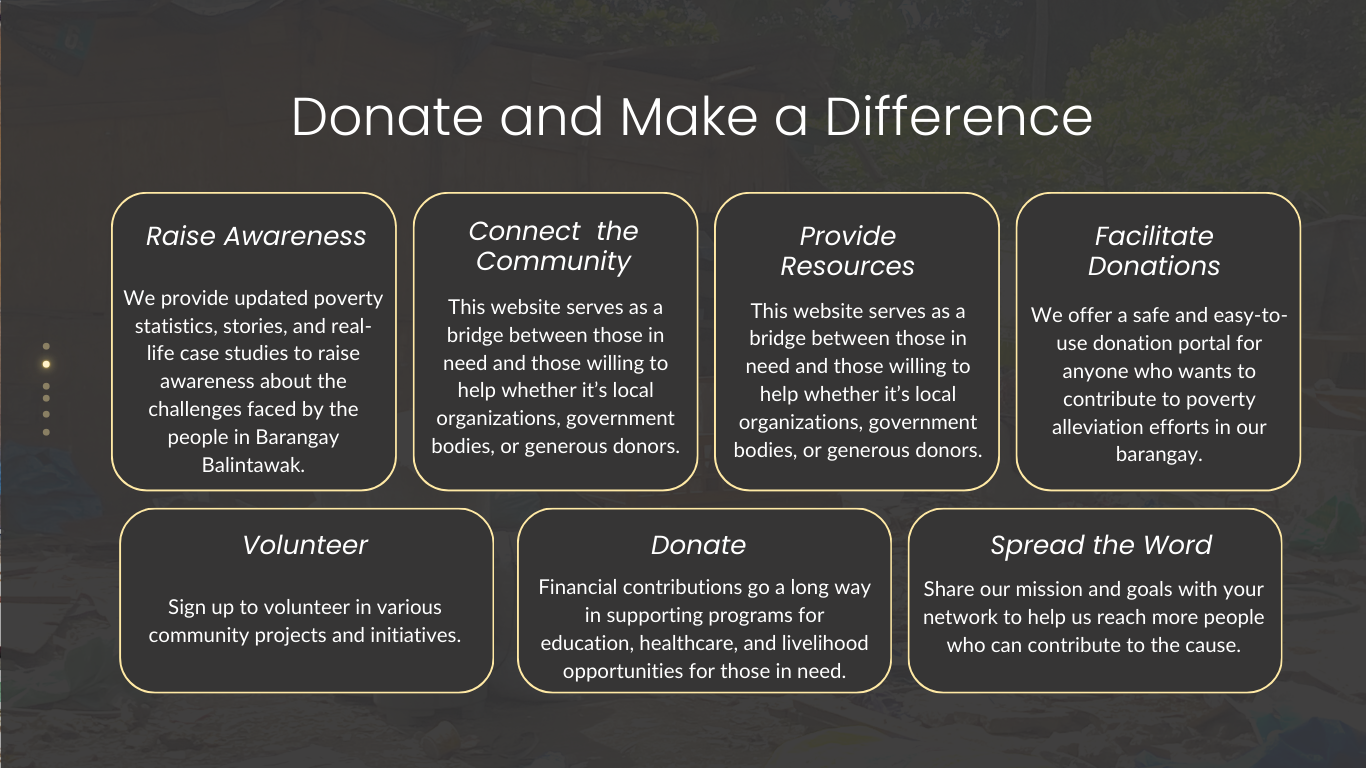 Donate and Make a Difference
Raise Awareness
We provide updated poverty
statistics, stories, and real-
life case studies to raise
awareness about the
challenges faced by the
people in Barangay
Balintawak.
Connect the
Community
This website serves as a
bridge between those in
need and those willing to
help whether it’s local
organizations, government
bodies, or generous donors.
Provide
Resources
This website serves as a
bridge between those in
need and those willing to
help whether it’s local
organizations, government
bodies, or generous donors.
Facilitate
Donations
We offer a safe and easy-to-
use donation portal for
anyone who wants to
contribute to poverty
alleviation efforts in our
barangay.
Volunteer
Sign up to volunteer in various
community projects and initiatives.
Donate
Financial contributions go a long way
in supporting programs for
education, healthcare, and livelihood
opportunities for those in need.
Spread the Word
Share our mission and goals with your
network to help us reach more people
who can contribute to the cause.